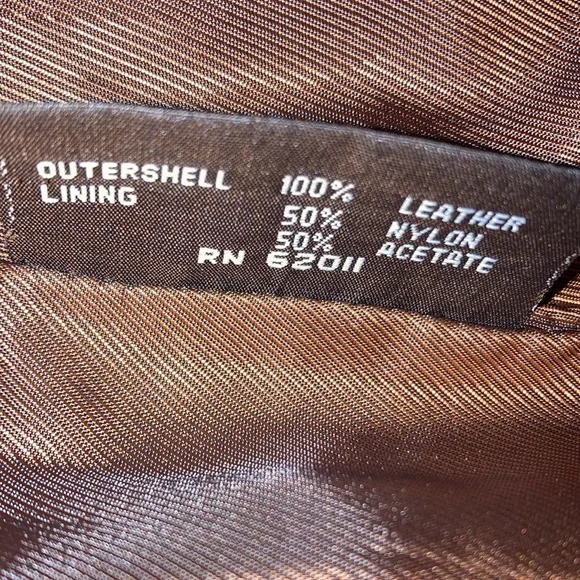 OUTERSHELL 100% LEATHER
LINING 50% NYLON
50% ACETATE
RN 62011